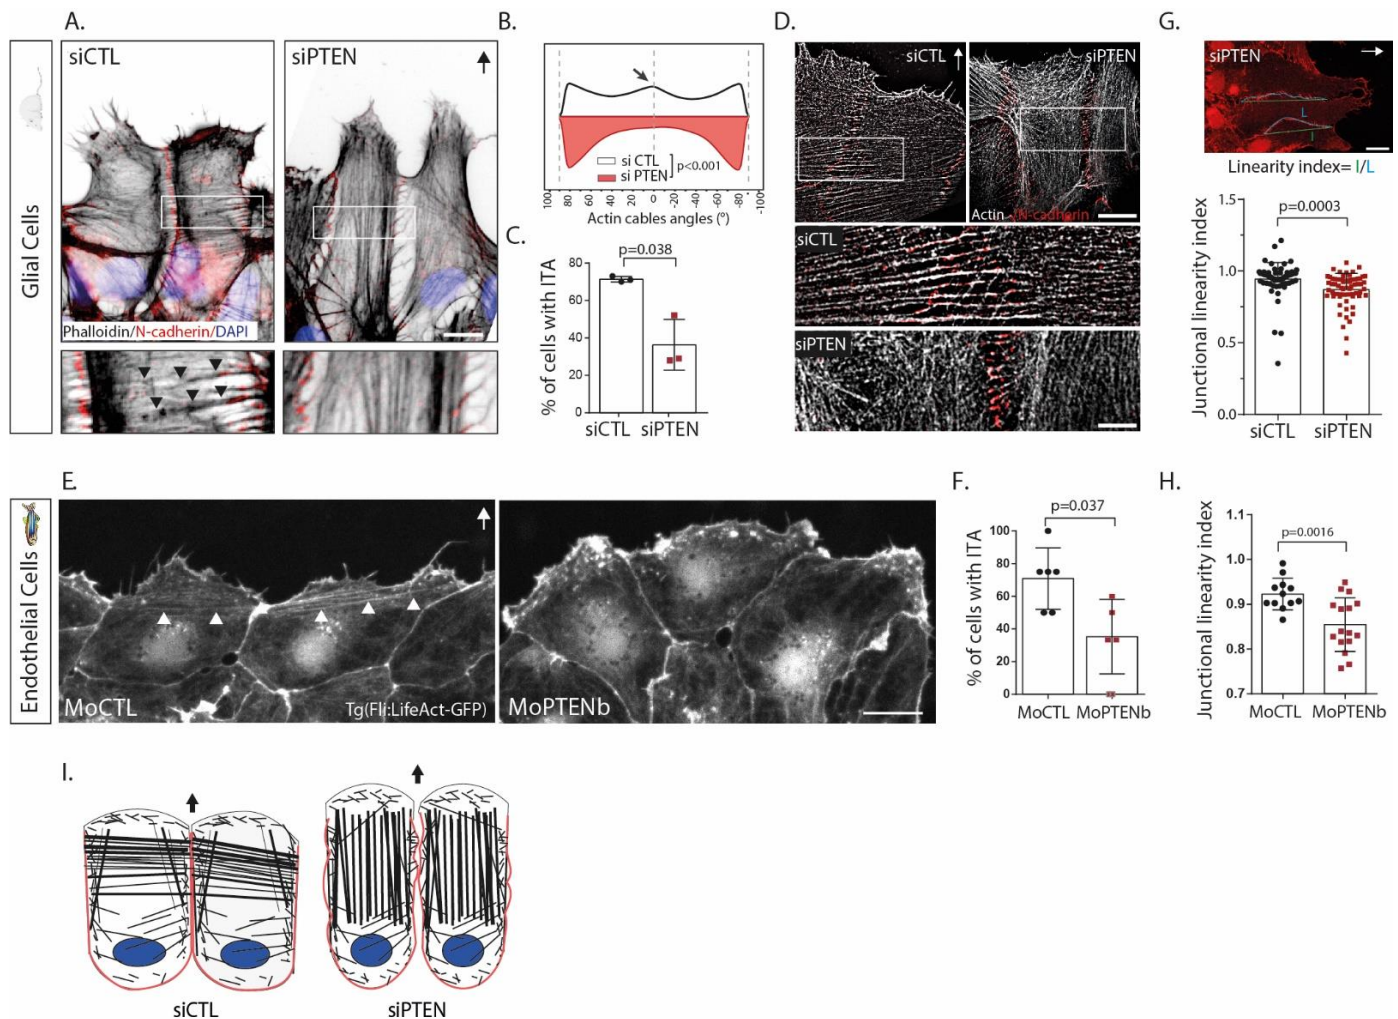 A.
Glial Cells
siCTL
siPTEN
Phalloidin/N-cadherin/DAPI
B.
si CTL
si PTEN
p<0.001
80 60 40 20 0 -20 -40 -60 -80 -100
Actin cables angles (°)
C.
p=0.038
80
60
40
20
0
% of cells with ITA
siCTL siPTEN
D.
siCTL
siPTEN
Actin - N-cadherin
siCTL
siPTEN
G.
siPTEN
L
l
Linearity index= l/L
p=0.0003
1.5
1.0
0.5
0.0
Junctional linearity index
siCTL siPTEN
E.
Endothelial Cells
MoCTL
Tg(Fli:LifeAct-GFP)
MoPTENb
F.
p=0.037
100
80
60
40
20
0
% of cells with ITA
MoCTL MoPTENb
H.
p=0.0016
1.1
1.0
0.9
0.8
0.7
Junctional linearity index
MoCTL MoPTENb
I.
siCTL
siPTEN